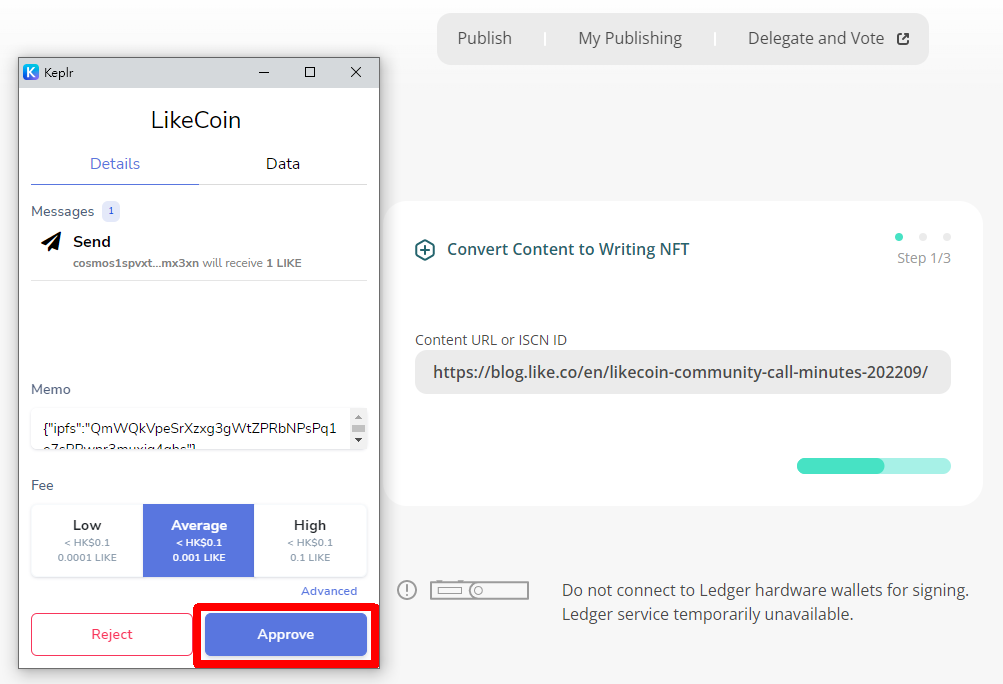 Publish
My Publishing
Delegate and Vote
Keplr
LikeCoin
Details
Data
Messages 1
Send
cosmos1spvxt...mx3xn will receive 1 LIKE
Memo
{"ipfs":"QmWQkVpeSrXzxg3gWtZPRbNPsPq1
Fee
Low
< HK$0.1
0.0001 LIKE
Average
< HK$0.1
0.001 LIKE
High
< HK$0.1
0.1 LIKE
Advanced
Reject
Approve
Convert Content to Writing NFT
Step 1/3
Content URL or ISCN ID
https://blog.like.co/en/likecoin-community-call-minutes-202209/
Do not connect to Ledger hardware wallets for signing.
Ledger service temporarily unavailable.